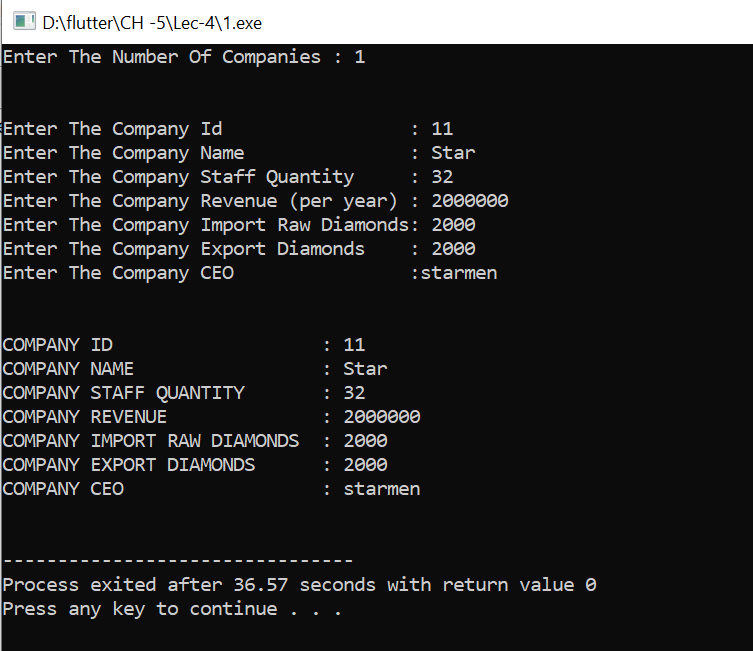 D:\flutter\CH -5\Lec-4\1.exe
Enter The Number Of Companies : 1
Enter The Company Id                 : 11
Enter The Company Name               : Star
Enter The Company Staff Quantity     : 32
Enter The Company Revenue (per year) : 2000000
Enter The Company Import Raw Diamonds: 2000
Enter The Company Export Diamonds    : 2000
Enter The Company CEO                :starmen
COMPANY ID                   : 11
COMPANY NAME                 : Star
COMPANY STAFF QUANTITY       : 32
COMPANY REVENUE              : 2000000
COMPANY IMPORT RAW DIAMONDS  : 2000
COMPANY EXPORT DIAMONDS      : 2000
COMPANY CEO                  : starmen
--------------------------------
Process exited after 36.57 seconds with return value 0
Press any key to continue . . .